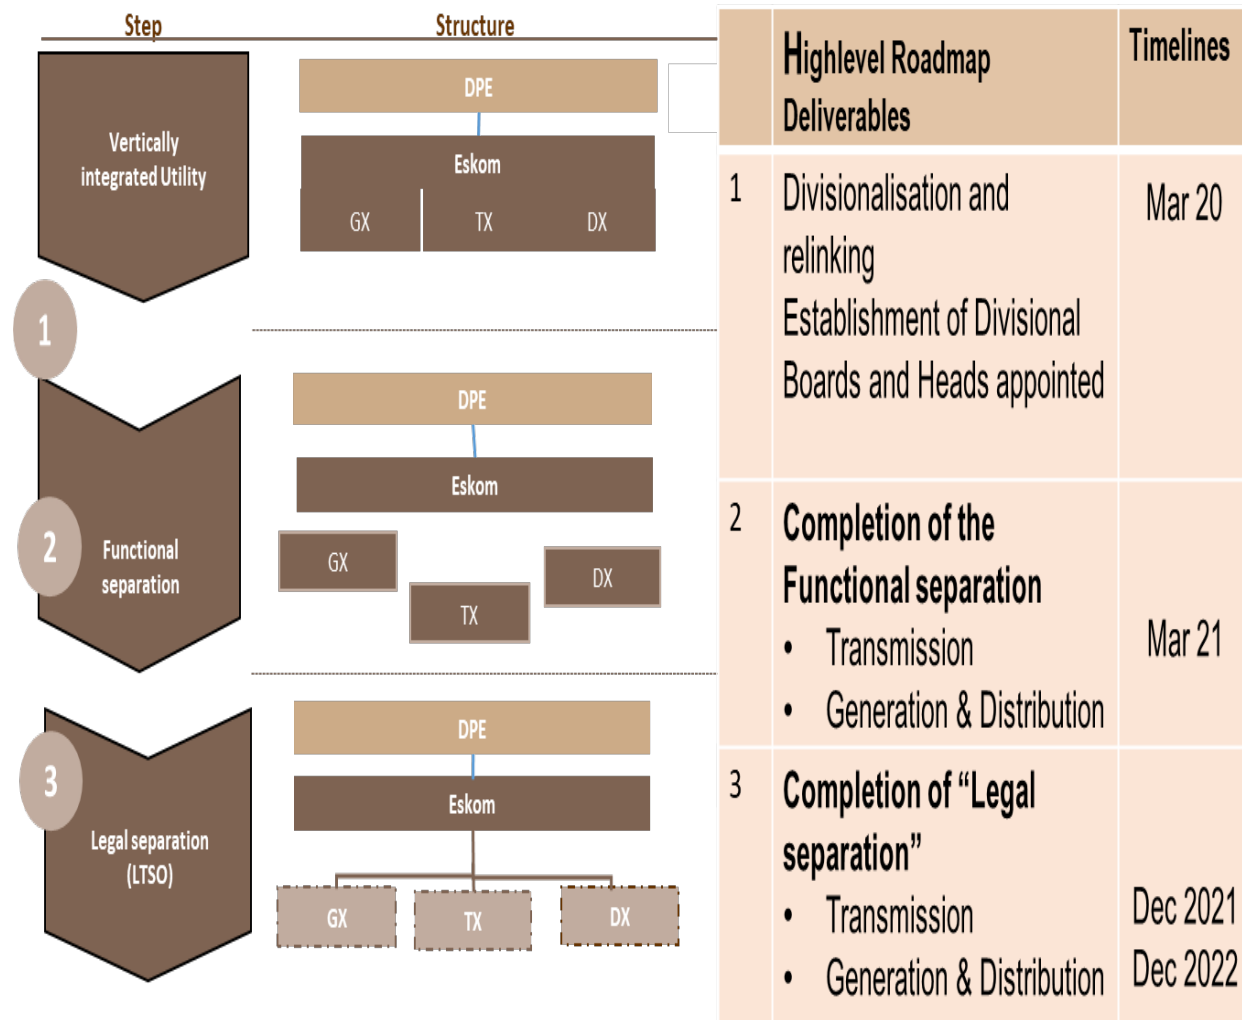 Step
Structure
Vertically
integrated Utility
DPE
Eskom
GX
TX
DX
1
DPE
Eskom
2
Functional
separation
GX
TX
DX
3
Legal separation
(LTSO)
DPE
Eskom
GX
TX
DX
Highlevel Roadmap
Deliverables
Timelines
1
Divisionalisation and
relinking
Establishment of Divisional
Boards and Heads appointed
Mar 20
2
Completion of the
Functional separation
• Transmission
• Generation & Distribution
Mar 21
3
Completion of “Legal
separation”
• Transmission
Dec 2021
• Generation & Distribution
Dec 2022